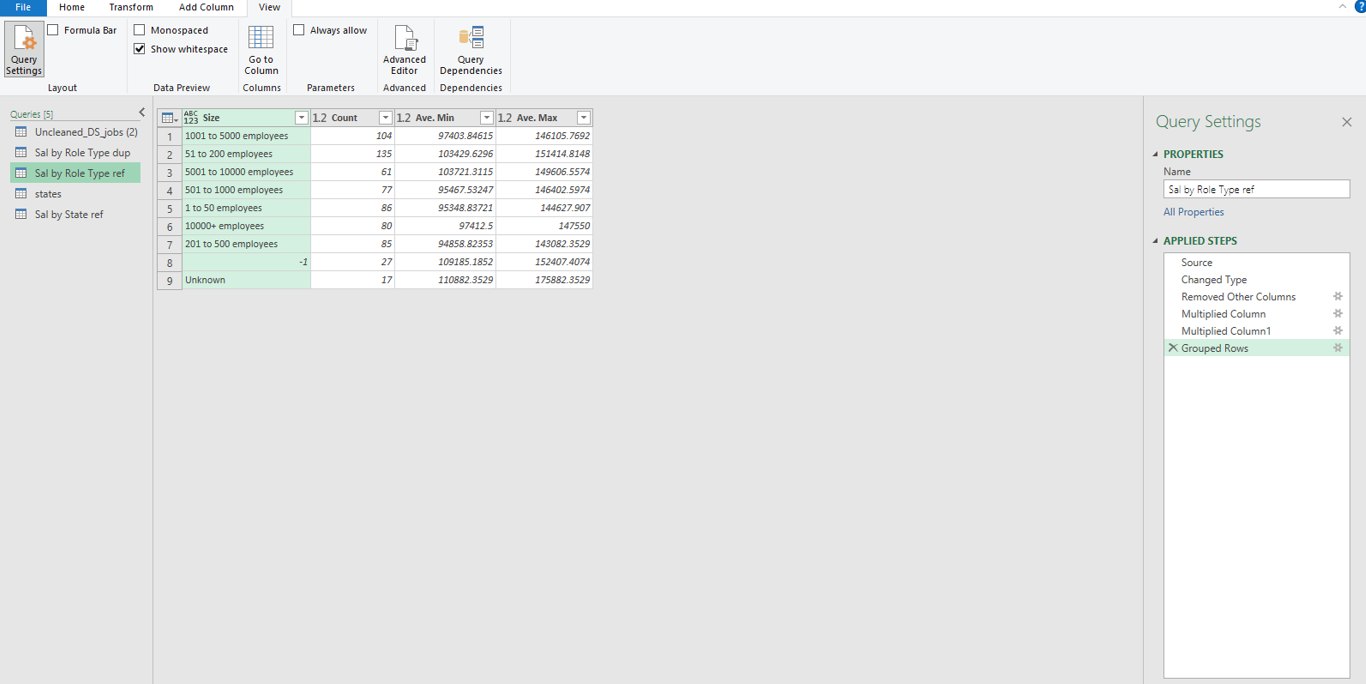 File Home Transform Add Column View
Query Settings
Formula Bar
Layout
Monospaced
Show whitespace
Data Preview
Go to Column
Columns
Always allow
Parameters
Advanced Editor
Advanced
Query Dependencies
Dependencies
?
Queries [5]
Uncleaned_DS_jobs (2)
Sal by Role Type dup
Sal by Role Type ref
states
Sal by State ref
ABC 123 Size 1.2 Count 1.2 Ave. Min 1.2 Ave. Max
1 1001 to 5000 employees 104 97403.84615 146105.7692
2 51 to 200 employees 135 103429.6296 151414.8148
3 5001 to 10000 employees 61 103721.3115 149606.5574
4 501 to 1000 employees 77 95467.53247 146402.5974
5 1 to 50 employees 86 95348.83721 144627.907
6 10000+ employees 80 97412.5 147550
7 201 to 500 employees 85 94858.82353 143082.3529
8 -1 27 109185.1852 152407.4074
9 Unknown 17 110882.3529 175882.3529
Query Settings
PROPERTIES
Name
Sal by Role Type ref
All Properties
APPLIED STEPS
Source
Changed Type
Removed Other Columns
Multiplied Column
Multiplied Column1
Grouped Rows